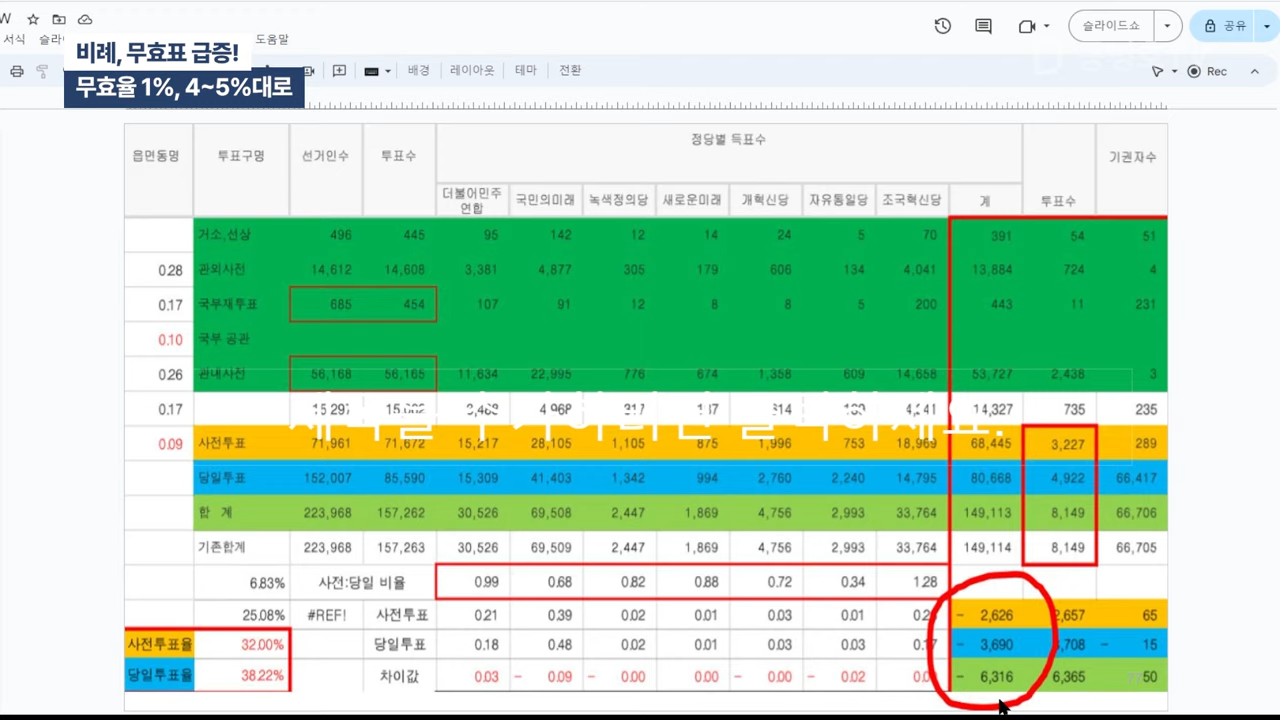 서식 슬라 도움말
슬라이드쇼 공유
비례, 무효표 급증!
무효율 1%, 4~5%대로
배경 레이아웃 테마 전환 Rec
읍면동명 투표구명 선거인수 투표수 정당별 득표수 투표수 기권자수
더불어민주연합 국민의미래 녹색정의당 새로운미래 개혁신당 자유통일당 조국혁신당 계
거소,선상 496 445 95 142 12 14 24 5 70 391 54 51
0.28 관외사전 14,612 14,608 3,381 4,877 305 179 606 134 4,041 13,884 724 4
0.17 국부재투표 685 454 107 91 12 8 8 5 200 443 11 231
0.10 국부 공관
0.26 관내사전 56,168 56,165 11,634 22,995 776 674 1,358 609 14,658 53,727 2,438 3
0.17 15,297 14,327 735 235
0.09 사전투표 71,961 71,672 15,217 28,105 1,105 875 1,996 753 18,969 68,445 3,227 289
당일투표 152,007 85,590 15,309 41,403 1,342 994 2,760 2,240 14,795 80,668 4,922 66,417
합 계 223,968 157,262 30,526 69,508 2,447 1,869 4,756 2,993 33,764 149,113 8,149 66,706
기존합계 223,968 157,263 30,526 69,509 2,447 1,869 4,756 2,993 33,764 149,114 8,149 66,705
6.83% 사전:당일 비율 0.99 0.68 0.82 0.88 0.72 0.34 1.28
25.08% #REF! 사전투표 0.21 0.39 0.02 0.01 0.03 0.01 - 2,626 2,657 65
사전투표율 32.00% 당일투표 0.18 0.48 0.02 0.01 0.03 0.03 - 3,690 - 15
당일투표율 38.22% 차이값 0.03 - 0.09 - 0.00 0.00 - 0.00 - 0.02 - 6,316 6,365 50